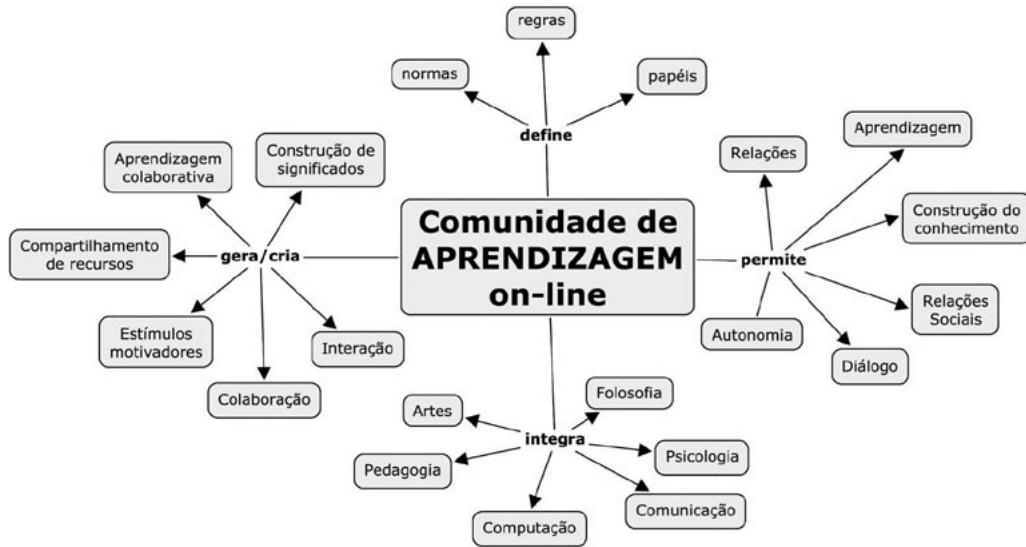 regras
normas
papéis
define
Aprendizagem
colaborativa
Construção de
significados
Compartilhamento
de recursos
gera/cria
Estímulos
motivadores
Interação
Colaboração
Comunidade de
APRENDIZAGEM
on-line
Relações
Aprendizagem
Construção do
conhecimento
permite
Relações
Sociais
Autonomia
Diálogo
Artes
Folosofia
integra
Pedagogia
Psicologia
Computação
Comunicação